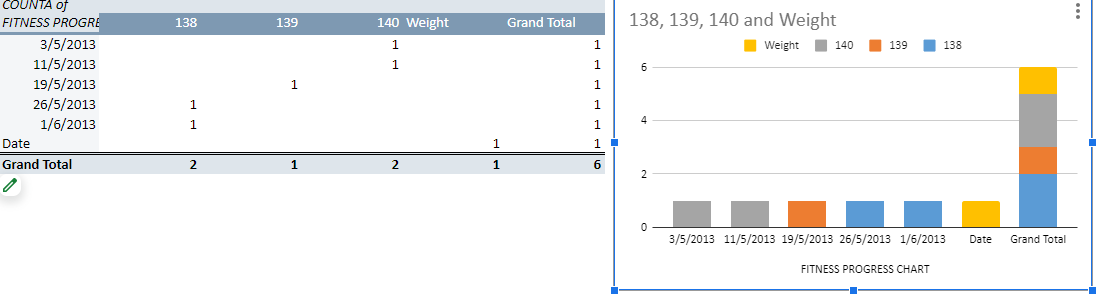 COUNTA of
FITNESS PROGRE 138 139 140 Weight Grand Total
3/5/2013 1 1
11/5/2013 1 1
19/5/2013 1 1
26/5/2013 1 1
1/6/2013 1 1
Date 1 1
Grand Total 2 1 2 1 6
138, 139, 140 and Weight
Weight 140 139 138
6
4
2
0
3/5/2013 11/5/2013 19/5/2013 26/5/2013 1/6/2013 Date Grand Total
FITNESS PROGRESS CHART